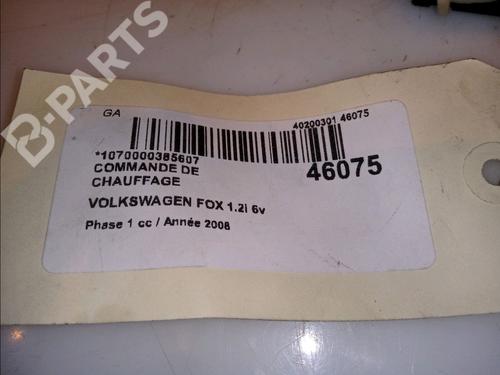 B-PARTS
GA
40200301 46075
*1070000385607
COMMANDE DE
CHAUFFAGE
46075
VOLKSWAGEN FOX 1.2i 6v
Phase 1 cc / Année 2008